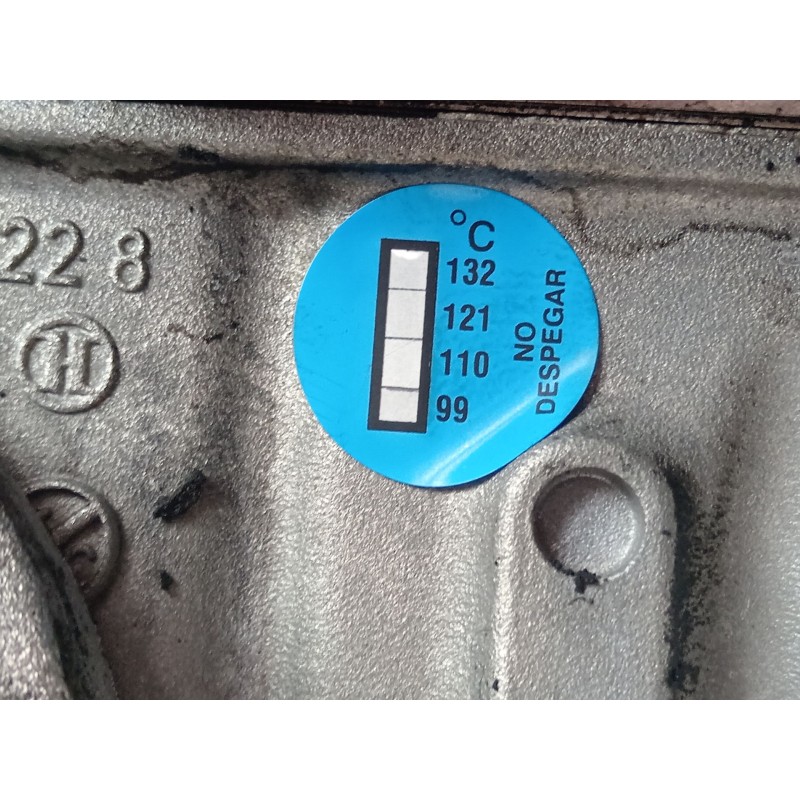 °C
132
121
110
99
NO
DESPEGAR
22 8
H